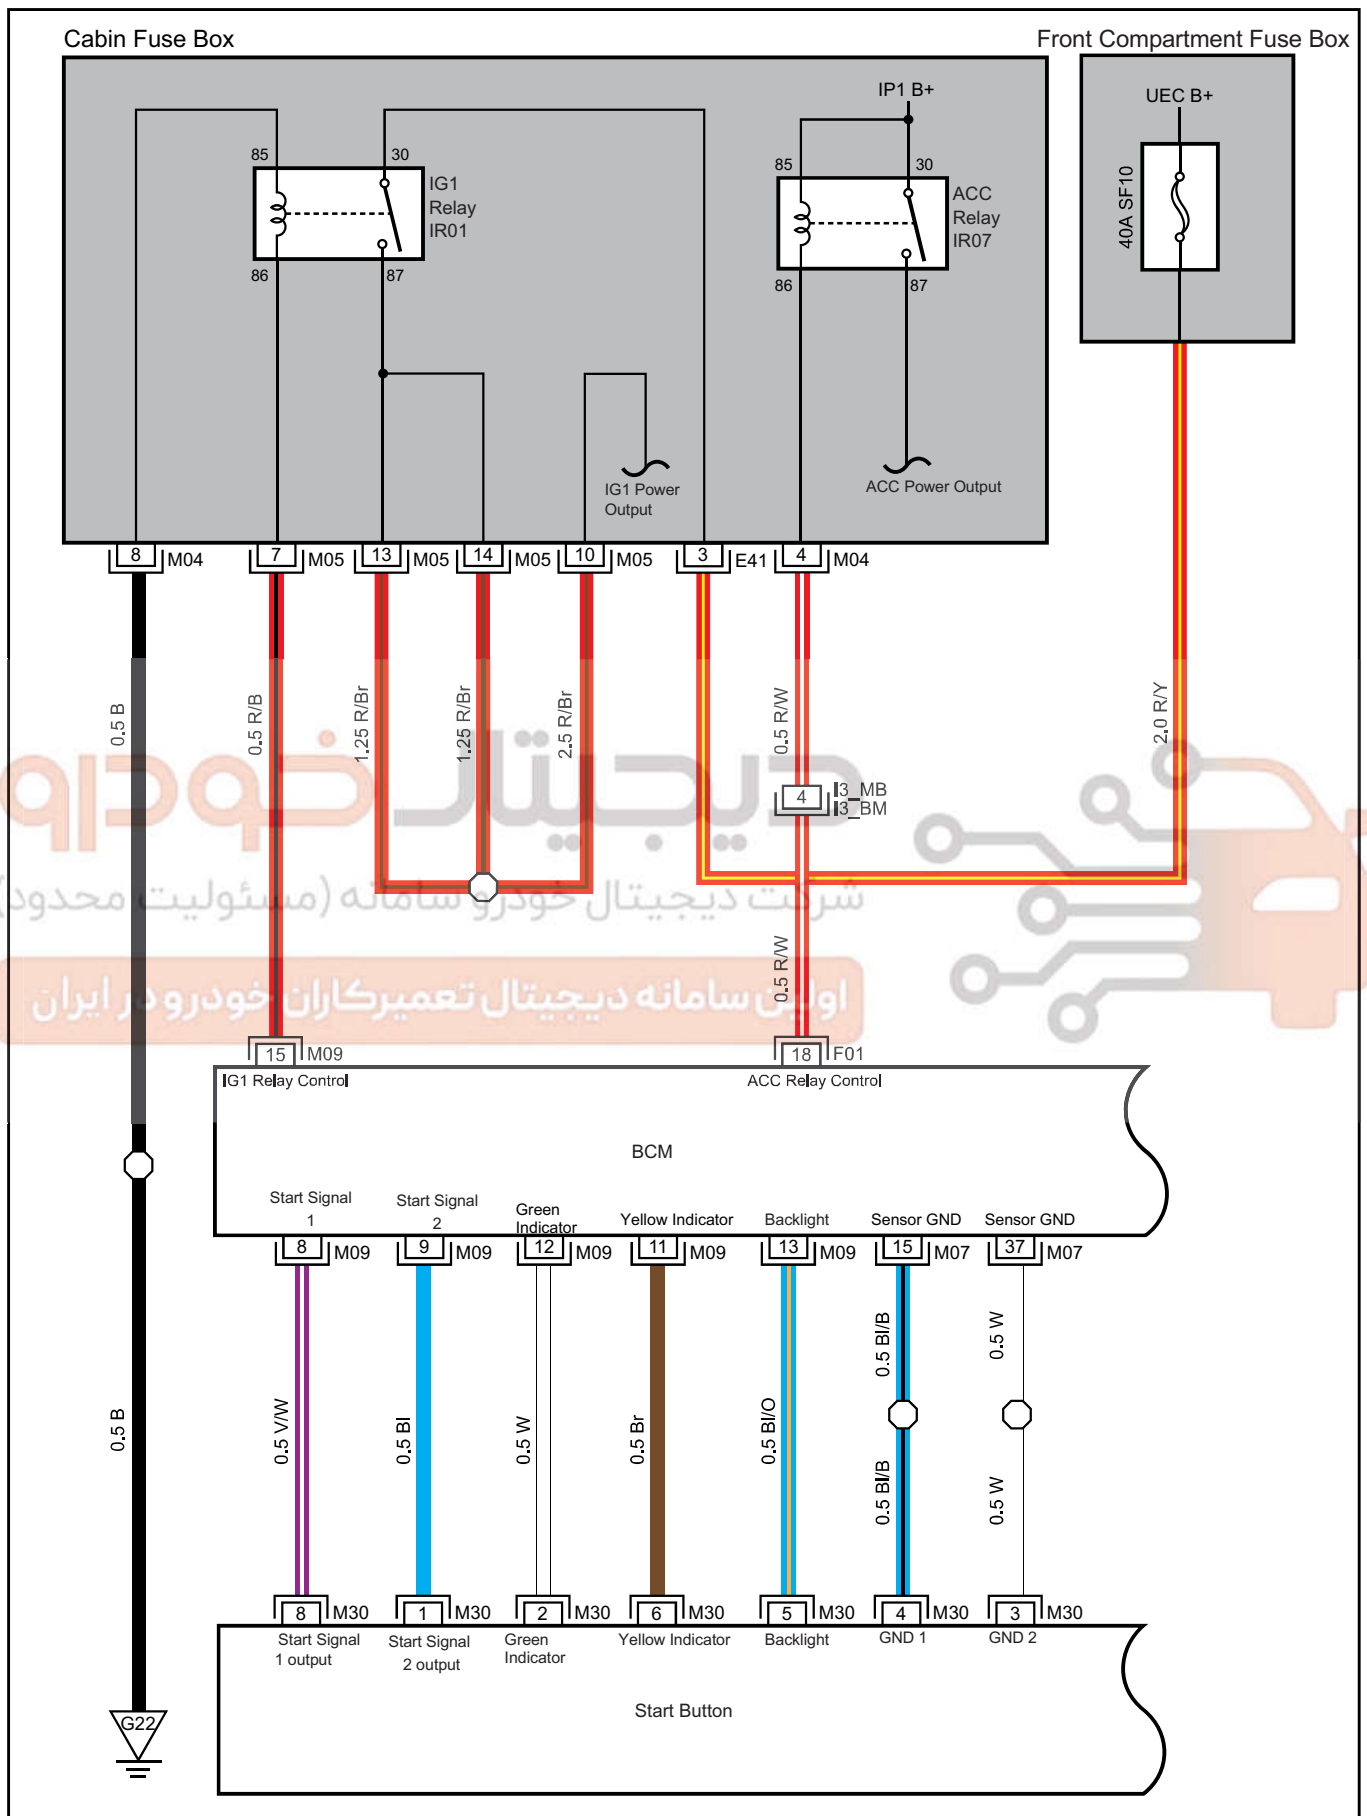 Cabin Fuse Box
Front Compartment Fuse Box
IP1 B+
UEC B+
85
30
IG1
Relay
IR01
86
87
85
30
ACC
Relay
IR07
86
87
40A SF10
IG1 Power
Output
ACC Power Output
8 M04
7 M05
13 M05
14 M05
10 M05
3 E41
4 M04
0.5 B
0.5 R/B
1.25 R/Br
1.25 R/Br
2.5 R/Br
0.5 R/W
2.0 R/Y
دیجیتال خودرو
4
I3_MB
I3_BM
شرکت دیجیتال خودرو سامانه (مسئولیت محدود)
0.5 R/W
اولین سامانه دیجیتال تعمیرکاران خودرو در ایران
15 M09
18 F01
IG1 Relay Control
ACC Relay Control
BCM
Start Signal
1
Start Signal
2
Green
Indicator
Yellow Indicator
Backlight
Sensor GND
Sensor GND
8 M09
9 M09
12 M09
11 M09
13 M09
15 M07
37 M07
0.5 Bl/B
0.5 W
0.5 B
0.5 V/W
0.5 Bl
0.5 W
0.5 Br
0.5 Bl/O
0.5 Bl/B
0.5 W
8 M30
1 M30
2 M30
6 M30
5 M30
4 M30
3 M30
Start Signal
1 output
Start Signal
2 output
Green
Indicator
Yellow Indicator
Backlight
GND 1
GND 2
Start Button
G22